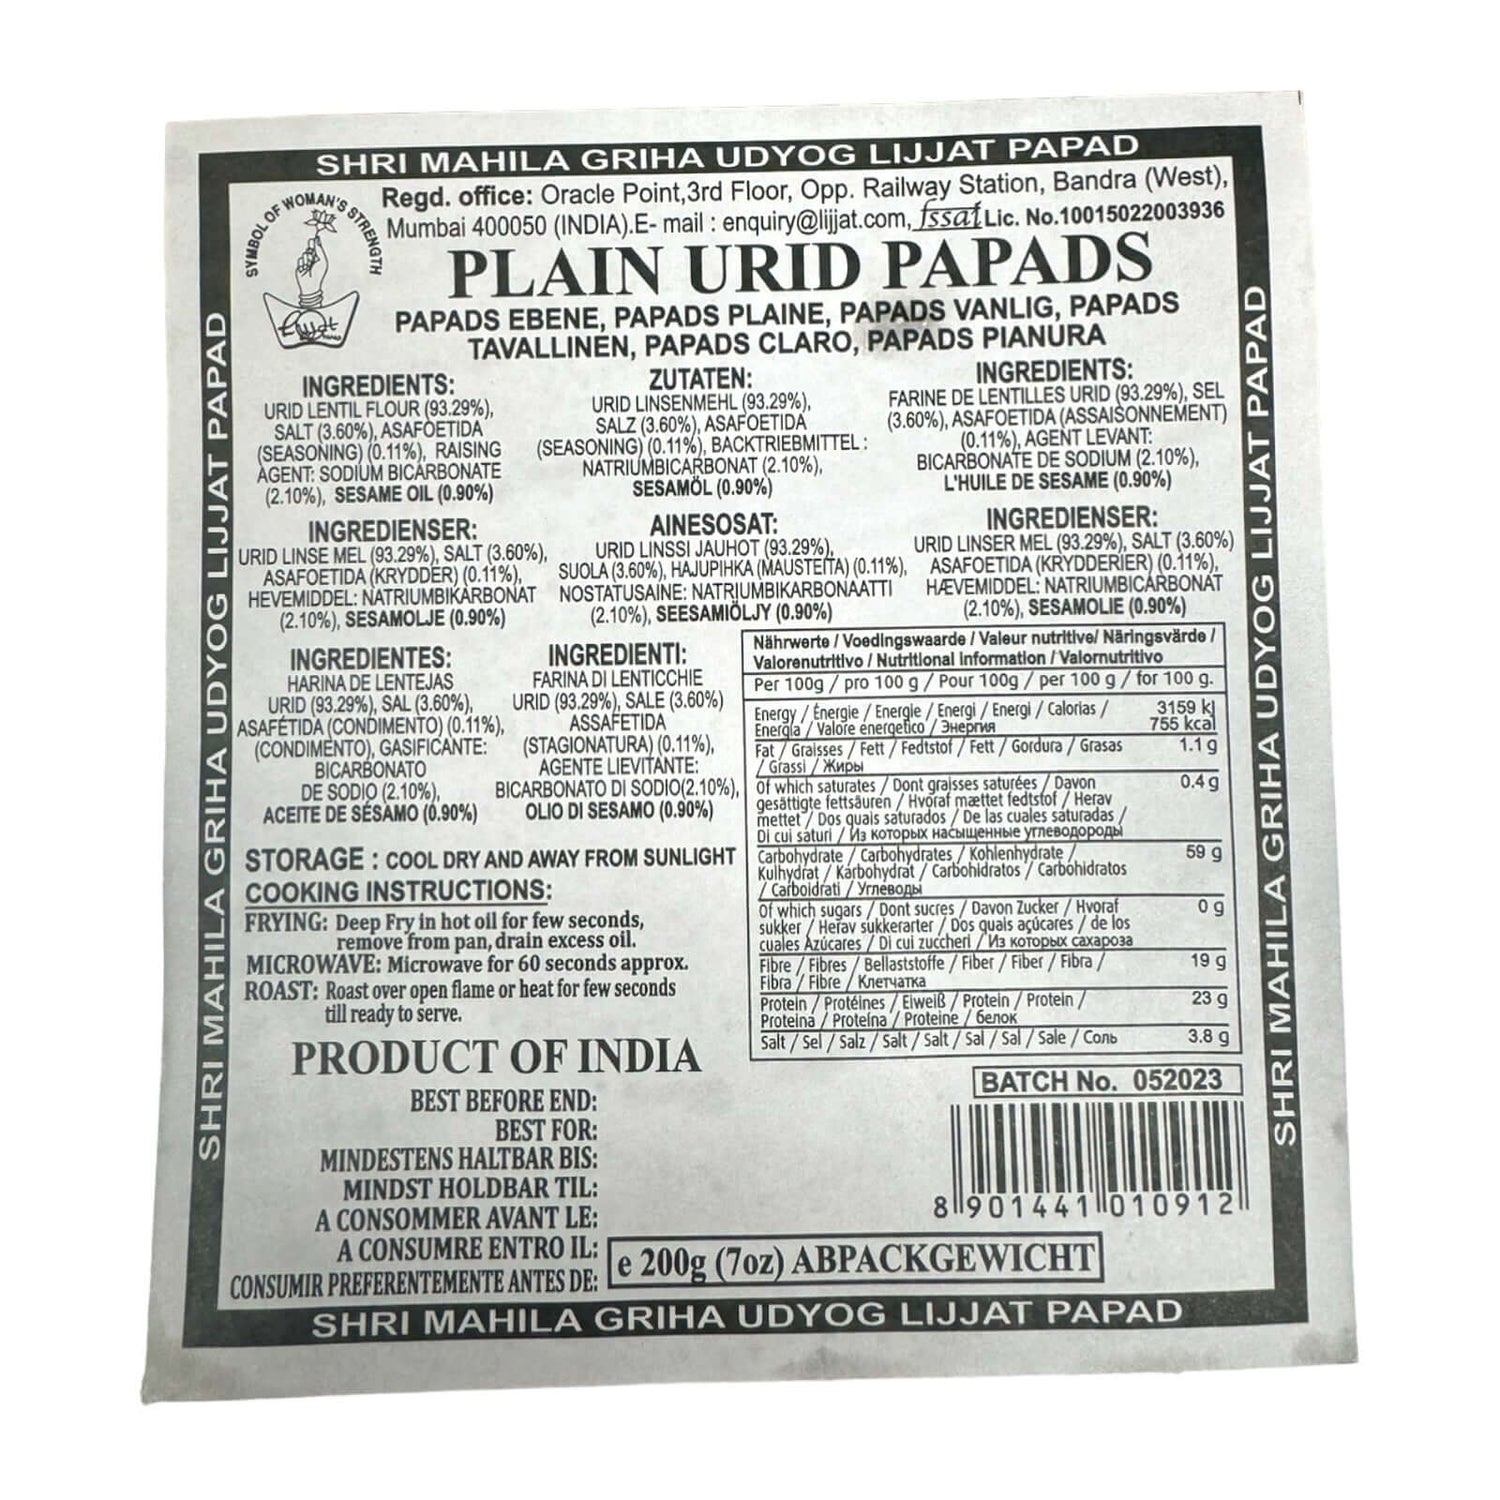 SHRI MAHILA GRIHA UDYOG LIJJAT PAPAD
SYMBOL OF WOMAN'S STRENGTH
Lijjat
Regd. office: Oracle Point,3rd Floor, Opp. Railway Station, Bandra (West),
Mumbai 400050 (INDIA).E- mail : enquiry@lijjat.com, fssai Lic. No.10015022003936
PLAIN URID PAPADS
PAPADS EBENE, PAPADS PLAINE, PAPADS VANLIG, PAPADS
TAVALLINEN, PAPADS CLARO, PAPADS PIANURA
INGREDIENTS:
URID LENTIL FLOUR (93.29%),
SALT (3.60%), ASAFOETIDA
(SEASONING) (0.11%), RAISING
AGENT: SODIUM BICARBONATE
(2.10%), SESAME OIL (0.90%)
ZUTATEN:
URID LINSENMEHL (93.29%),
SALZ (3.60%), ASAFOETIDA
(SEASONING) (0.11%), BACKTRIEBMITTEL :
NATRIUMBICARBONAT (2.10%),
SESAMÖL (0.90%)
INGREDIENTS:
FARINE DE LENTILLES URID (93.29%), SEL
(3.60%), ASAFOETIDA (ASSAISONNEMENT)
(0.11%), AGENT LEVANT:
BICARBONATE DE SODIUM (2.10%),
L'HUILE DE SESAME (0.90%)
INGREDIENSER:
URID LINSE MEL (93.29%), SALT (3.60%),
ASAFOETIDA (KRYDDER) (0.11%),
HEVEMIDDEL: NATRIUMBIKARBONAT
(2.10%), SESAMOLJE (0.90%)
AINESOSAT:
URID LINSSI JAUHOT (93.29%),
SUOLA (3.60%), HAJUPIHKA (MAUSTEITA) (0.11%),
NOSTATUSAINE: NATRIUMBIKARBONAATTI
(2.10%), SEESAMIÖLJY (0.90%)
INGREDIENSER:
URID LINSER MEL (93.29%), SALT (3.60%)
ASAFOETIDA (KRYDDERIER) (0.11%),
HÆVEMIDDEL: NATRIUMBICARBONAT
(2.10%), SESAMOLIE (0.90%)
INGREDIENTES:
HARINA DE LENTEJAS
URID (93.29%), SAL (3.60%),
ASAFÉTIDA (CONDIMENTO) (0.11%),
(CONDIMENTO), GASIFICANTE:
BICARBONATO
DE SODIO (2.10%),
ACEITE DE SÉSAMO (0.90%)
INGREDIENTI:
FARINA DI LENTICCHIE
URID (93.29%), SALE (3.60%)
ASSAFETIDA
(STAGIONATURA) (0.11%),
AGENTE LIEVITANTE:
BICARBONATO DI SODIO(2.10%),
OLIO DI SESAMO (0.90%)
Nährwerte / Voedingswaarde / Valeur nutritive/ Näringsvärde /
Valorenutritivo / Nutritional Information / Valornutritivo
Per 100g / pro 100 g / Pour 100g / per 100 g / for 100 g.
Energy / Énergie / Energie / Energi / Energi / Calorias / 3159 kj
Energía / Valore energetico / Энергия 755 kcal
Fat / Graisses / Fett / Fedtstof / Fett / Gordura / Grasas 1.1 g
/ Grassi / Жиры
Of which saturates / Dont graisses saturées / Davon 0.4 g
gesättigte fettsäuren / Hvoraf mættet fedtstof / Herav
mettet / Dos quais saturados / De las cuales saturadas /
Di cui saturi / Из которых насыщенные углеводороды
Carbohydrate / Carbohydrates / Kohlenhydrate / 59 g
Kulhydrat / Karbohydrat / Carbohidratos / Carbohidratos
/ Carboidrati / Углеводы
Of which sugars / Dont sucres / Davon Zucker / Hvoraf 0 g
sukker / Herav sukkerarter / Dos quais açúcares / de los
cuales Azúcares / Di cui zuccheri / Из которых сахароза
Fibre / Fibres / Bellaststoffe / Fiber / Fiber / Fibra / 19 g
Fibra / Fibre / Клетчатка
Protein / Protéines / Eiweiß / Protein / Protein / 23 g
Proteina / Proteína / Proteine / белок
Salt / Sel / Salz / Salt / Salt / Sal / Sal / Sale / Соль 3.8 g
STORAGE : COOL DRY AND AWAY FROM SUNLIGHT
COOKING INSTRUCTIONS:
FRYING: Deep Fry in hot oil for few seconds,
remove from pan, drain excess oil.
MICROWAVE: Microwave for 60 seconds approx.
ROAST: Roast over open flame or heat for few seconds
till ready to serve.
PRODUCT OF INDIA
BEST BEFORE END:
BEST FOR:
MINDESTENS HALTBAR BIS:
MINDST HOLDBAR TIL:
A CONSOMMER AVANT LE:
A CONSUMRE ENTRO IL:
CONSUMIR PREFERENTEMENTE ANTES DE:
BATCH No. 052023
8 901441 010912
e 200g (7oz) ABPACKGEWICHT
SHRI MAHILA GRIHA UDYOG LIJJAT PAPAD
SHRI MAHILA GRIHA UDYOG LIJJAT PAPAD
SHRI MAHILA GRIHA UDYOG LIJJAT PAPAD